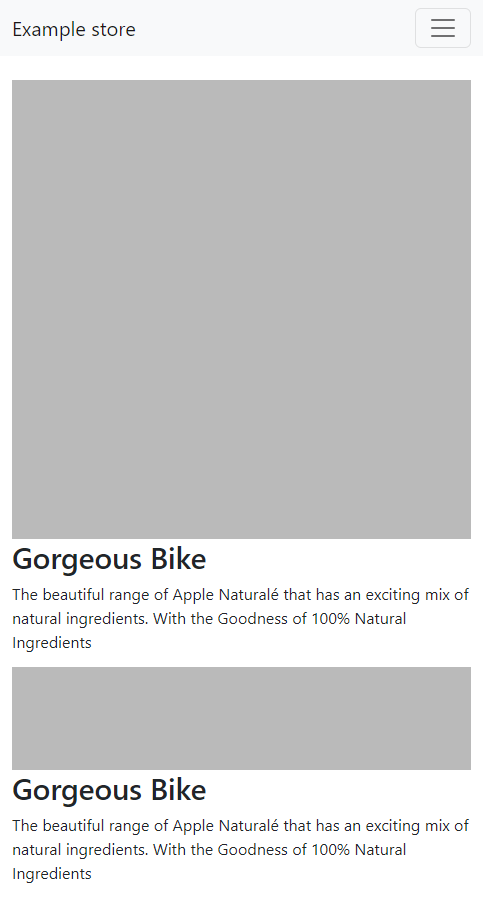 Example store
Gorgeous Bike
The beautiful range of Apple Naturalé that has an exciting mix of
natural ingredients. With the Goodness of 100% Natural
Ingredients
Gorgeous Bike
The beautiful range of Apple Naturalé that has an exciting mix of
natural ingredients. With the Goodness of 100% Natural
Ingredients